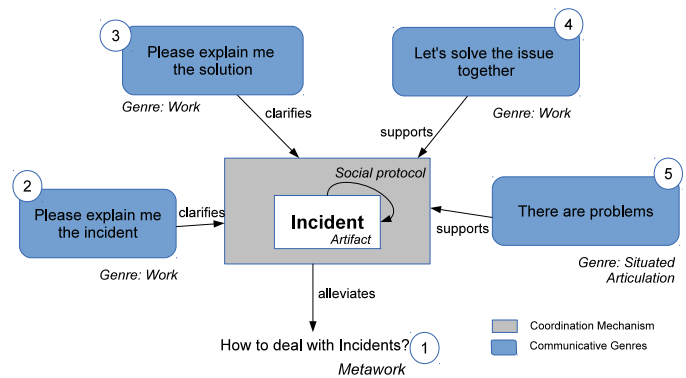 3
Please explain me
the solution
Genre: Work
clarifies
4
Let's solve the issue
together
Genre: Work
supports
2
Please explain me
the incident
Genre: Work
clarifies
Social protocol
Incident
Artifact
5
There are problems
supports
Genre: Situated
Articulation
alleviates
How to deal with Incidents?
1
Metawork
Coordination Mechanism
Communicative Genres